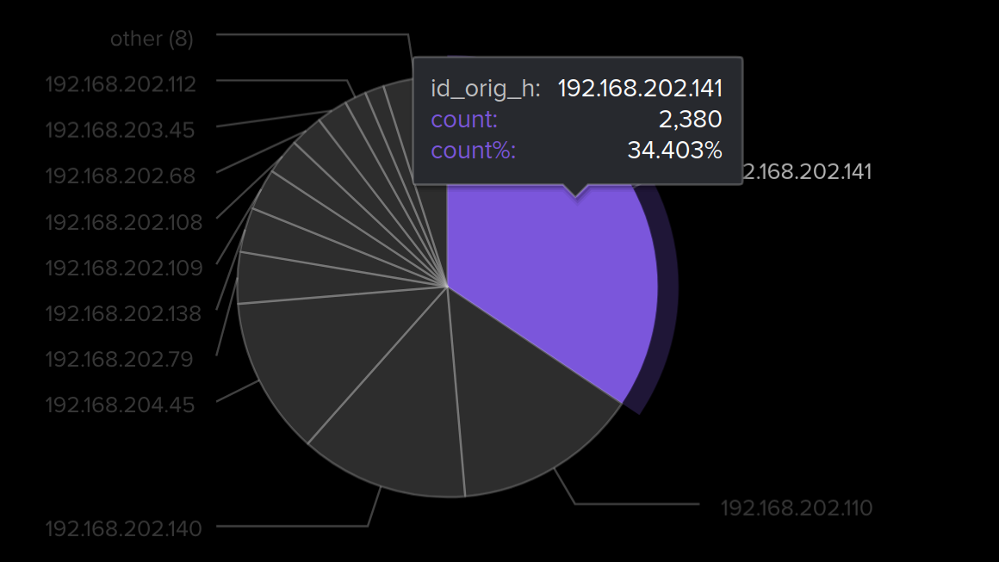 other (8)
192.168.202.112
192.168.203.45
192.168.202.68
192.168.202.108
192.168.202.109
192.168.202.138
192.168.202.79
192.168.204.45
192.168.202.140
id_orig_h: 192.168.202.141
count: 2,380
count%: 34.403%
2.168.202.141
192.168.202.110